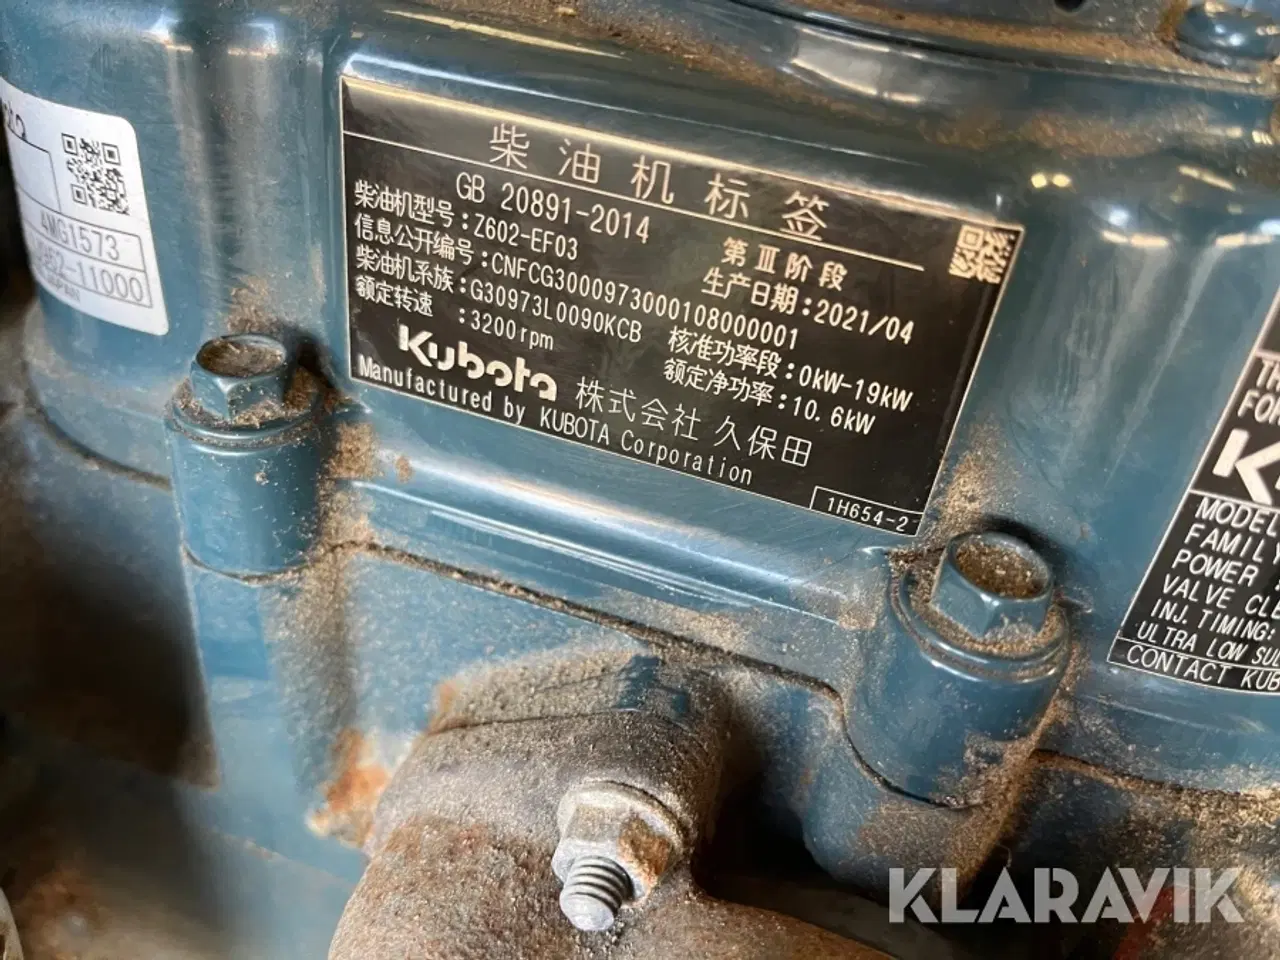 4MG1573
11000
JAPAN
柴油机标签
GB 20891-2014
第Ⅲ阶段
柴油机型号:Z602-EF03
生产日期:2021/04
信息公开编号:CNFCG3000973000108000001
柴油机系族:G30973L0090KCB
核准功率段:0kW-19kW
额定转速:3200rpm
额定净功率:10.6kW
Kubota 株式会社 久保田
Manufactured by KUBOTA Corporation
1H654-2
MODEL
FAMILY
POWER
VALVE CL
INJ. TIMING:
ULTRA LOW SUL
CONTACT KUB
KLARAVIK